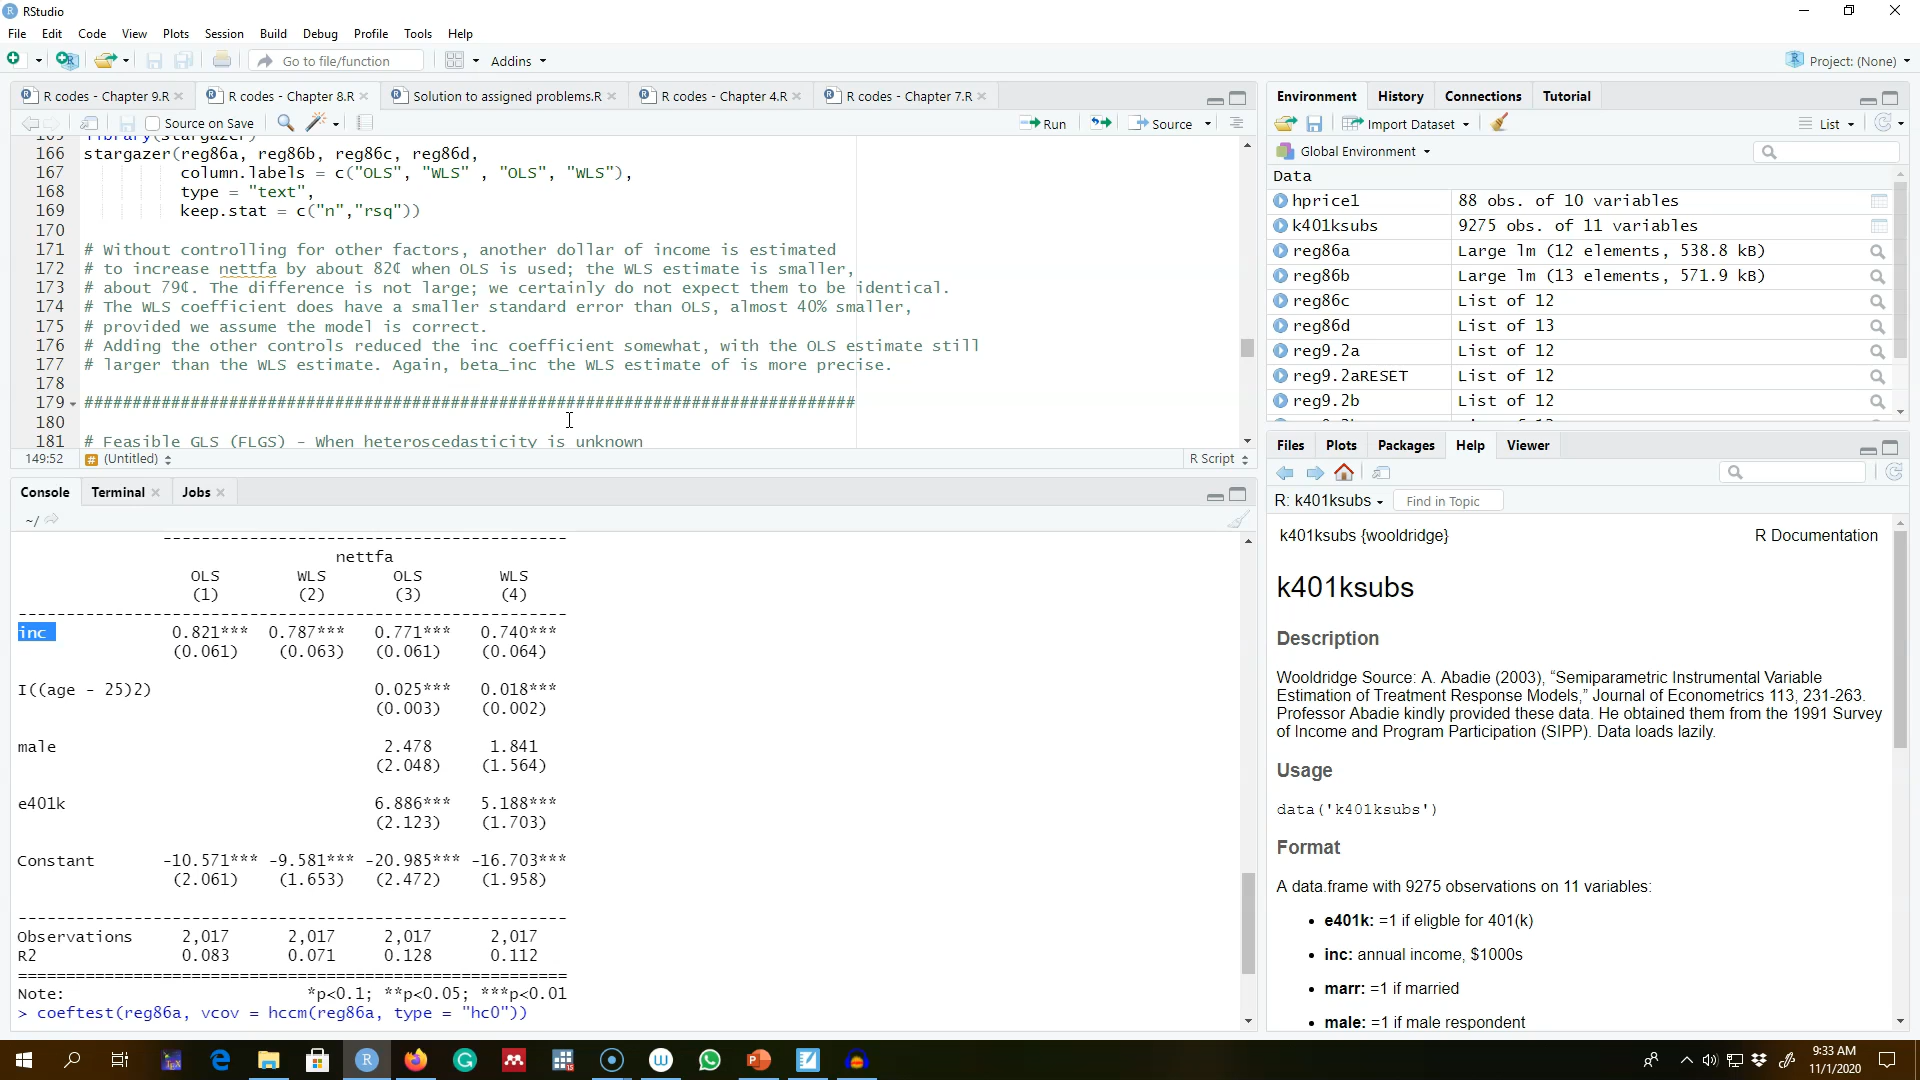 RStudio
File Edit Code View Plots Session Build Debug Profile Tools Help
Go to file/function Addins Project: (None)
R codes - Chapter 9.R R codes - Chapter 8.R Solution to assigned problems.R R codes - Chapter 4.R R codes - Chapter 7.R
Source on Save Run Source
166 stargazer(reg86a, reg86b, reg86c, reg86d,
167 column.labels = c("OLS", "WLS" , "OLS", "WLS"),
168 type = "text",
169 keep.stat = c("n","rsq"))
170
171 # Without controlling for other factors, another dollar of income is estimated
172 # to increase nettfa by about 82¢ when OLS is used; the WLS estimate is smaller,
173 # about 79¢. The difference is not large; we certainly do not expect them to be identical.
174 # The WLS coefficient does have a smaller standard error than OLS, almost 40% smaller,
175 # provided we assume the model is correct.
176 # Adding the other controls reduced the inc coefficient somewhat, with the OLS estimate still
177 # larger than the WLS estimate. Again, beta_inc the WLS estimate of is more precise.
178
179 ################################################################################
180
181 # Feasible GLS (FLGS) - When heteroscedasticity is unknown
149:52 # (Untitled) R Script
Console Terminal Jobs
~/
----------------------------------------
nettfa
OLS WLS OLS WLS
(1) (2) (3) (4)
---------------------------------------------------------
inc 0.821*** 0.787*** 0.771*** 0.740***
(0.061) (0.063) (0.061) (0.064)
I((age - 25)2) 0.025*** 0.018***
(0.003) (0.002)
male 2.478 1.841
(2.048) (1.564)
e401k 6.886*** 5.188***
(2.123) (1.703)
Constant -10.571*** -9.581*** -20.985*** -16.703***
(2.061) (1.653) (2.472) (1.958)
---------------------------------------------------------
Observations 2,017 2,017 2,017 2,017
R2 0.083 0.071 0.128 0.112
=========================================================
Note: *p<0.1; **p<0.05; ***p<0.01
> coeftest(reg86a, vcov = hccm(reg86a, type = "hc0"))
Environment History Connections Tutorial
Import Dataset List
Global Environment
Data
hprice1 88 obs. of 10 variables
k401ksubs 9275 obs. of 11 variables
reg86a Large lm (12 elements, 538.8 kB)
reg86b Large lm (13 elements, 571.9 kB)
reg86c List of 12
reg86d List of 13
reg9.2a List of 12
reg9.2aRESET List of 12
reg9.2b List of 12
Files Plots Packages Help Viewer
R: k401ksubs Find in Topic
k401ksubs {wooldridge} R Documentation
k401ksubs
Description
Wooldridge Source: A. Abadie (2003), “Semiparametric Instrumental Variable
Estimation of Treatment Response Models,” Journal of Econometrics 113, 231-263.
Professor Abadie kindly provided these data. He obtained them from the 1991 Survey
of Income and Program Participation (SIPP). Data loads lazily.
Usage
data('k401ksubs')
Format
A data.frame with 9275 observations on 11 variables:
• e401k: =1 if eligble for 401(k)
• inc: annual income, $1000s
• marr: =1 if married
• male: =1 if male respondent
9:33 AM
11/1/2020